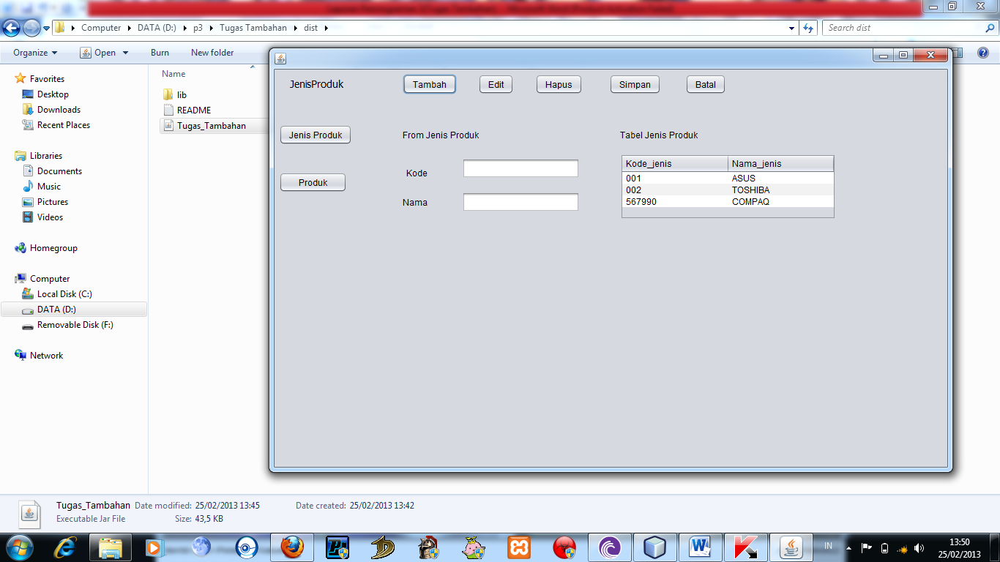 Computer DATA (D:) p3 Tugas Tambahan dist Search dist
Organize Open Burn New folder
Favorites
Desktop
Downloads
Recent Places
Libraries
Documents
Music
Pictures
Videos
Homegroup
Computer
Local Disk (C:)
DATA (D:)
Removable Disk (F:)
Network
Name
lib
README
Tugas_Tambahan
JenisProduk Tambah Edit Hapus Simpan Batal
Jenis Produk
Produk
From Jenis Produk
Kode
Nama
Tabel Jenis Produk
Kode_jenis Nama_jenis
001 ASUS
002 TOSHIBA
567990 COMPAQ
Tugas_Tambahan Date modified: 25/02/2013 13:45 Date created: 25/02/2013 13:42
Executable Jar File Size: 43,5 KB
IN
13:50
25/02/2013